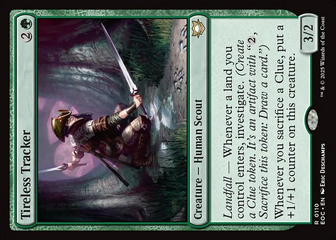 Tireless Tracker
2
Creature — Human Scout
Landfall — Whenever a land you
control enters, investigate. (Create
a Clue token. It's an artifact with "2,
Sacrifice this token: Draw a card.")
Whenever you sacrifice a Clue, put a
+1/+1 counter on this creature.
3/2
R 0110
EN ERIC DESCHAMPS
™ & © 2025 Wizards of the Coast